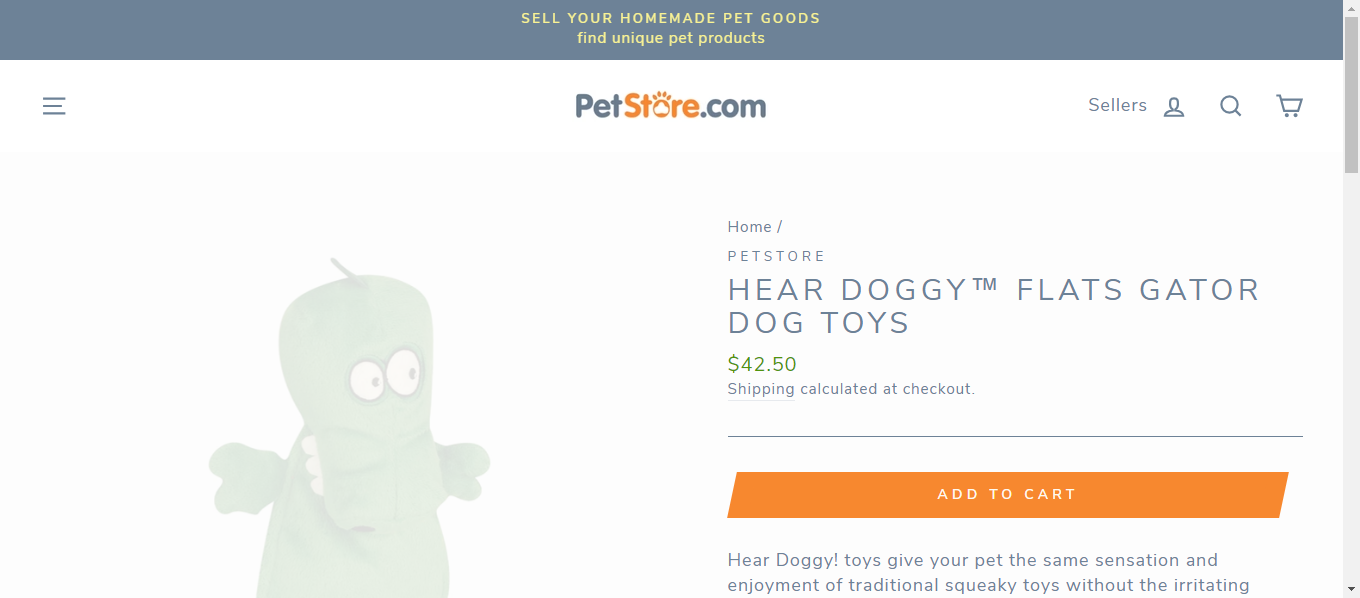 SELL YOUR HOMEMADE PET GOODS
find unique pet products
PetStore.com
Sellers
Home /
PETSTORE
HEAR DOGGY™ FLATS GATOR
DOG TOYS
$42.50
Shipping calculated at checkout.
ADD TO CART
Hear Doggy! toys give your pet the same sensation and
enjoyment of traditional squeaky toys without the irritating